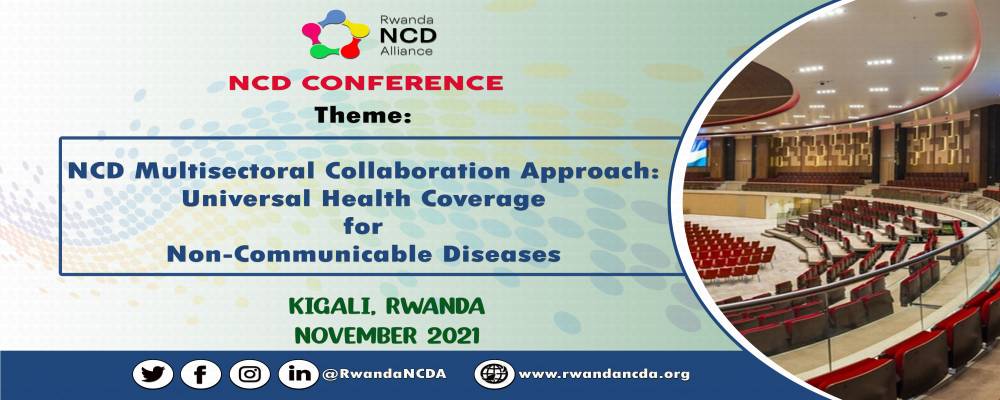 Rwanda
NCD
Alliance
NCD CONFERENCE
Theme:
NCD Multisectoral Collaboration Approach:
Universal Health Coverage
for
Non-Communicable Diseases
KIGALI, RWANDA
NOVEMBER 2021
@RwandaNCDA www.rwandancda.org